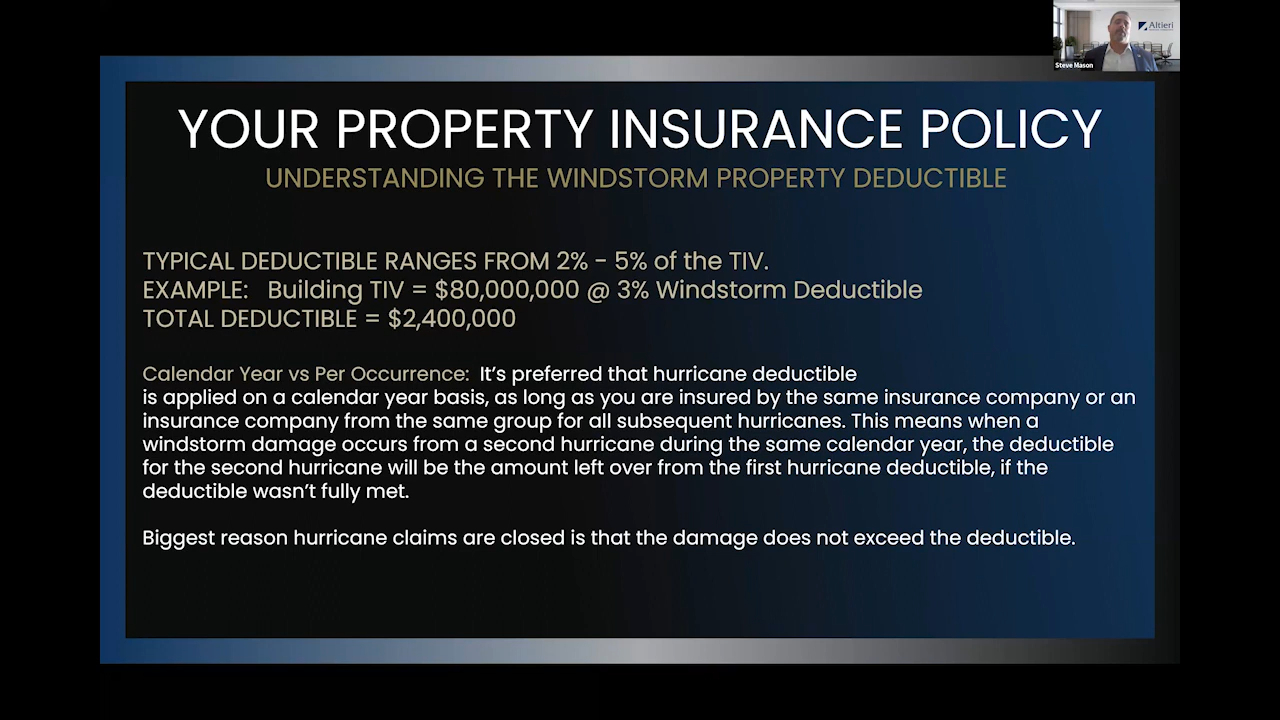 Altieri
Steve Mason
YOUR PROPERTY INSURANCE POLICY
UNDERSTANDING THE WINDSTORM PROPERTY DEDUCTIBLE
TYPICAL DEDUCTIBLE RANGES FROM 2% - 5% of the TIV.
EXAMPLE: Building TIV = $80,000,000 @ 3% Windstorm Deductible
TOTAL DEDUCTIBLE = $2,400,000
Calendar Year vs Per Occurrence: It's preferred that hurricane deductible
is applied on a calendar year basis, as long as you are insured by the same insurance company or an
insurance company from the same group for all subsequent hurricanes. This means when a
windstorm damage occurs from a second hurricane during the same calendar year, the deductible
for the second hurricane will be the amount left over from the first hurricane deductible, if the
deductible wasn't fully met.
Biggest reason hurricane claims are closed is that the damage does not exceed the deductible.